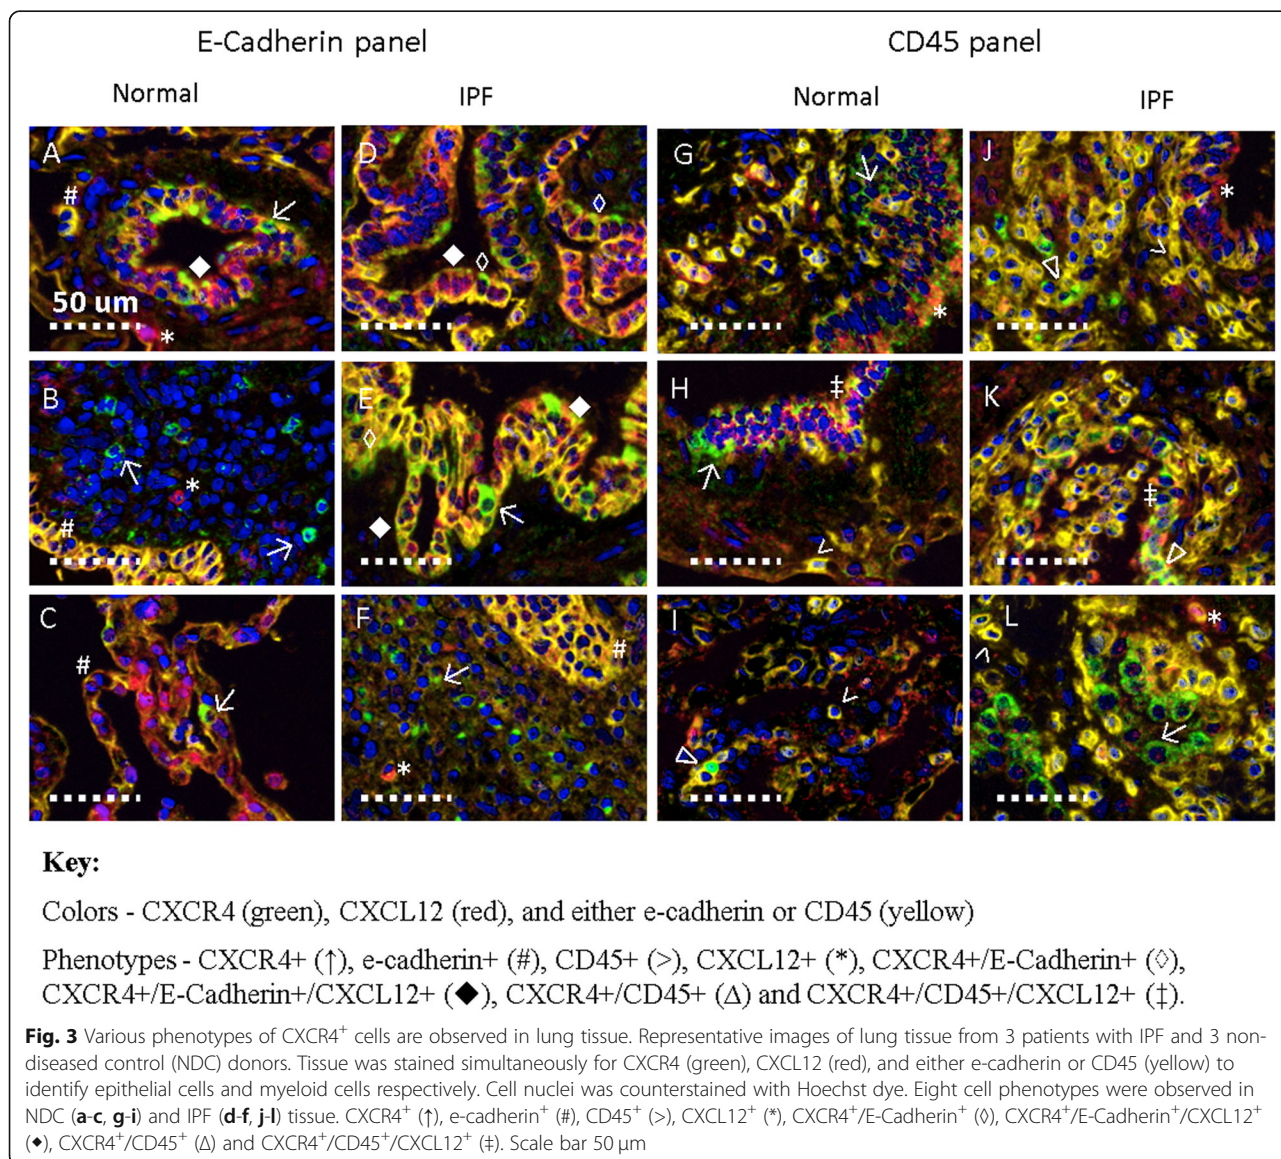 E-Cadherin panel
CD45 panel
Normal
IPF
Normal
IPF
A
#
◆
50 um
*
D
◊
◆
◊
G
*
J
*
>
Δ
B
*
#
E
◊
◆
◆
H
‡
>
K
‡
Δ
C
#
F
#
*
I
>
Δ
L
*
>
Key:
Colors - CXCR4 (green), CXCL12 (red), and either e-cadherin or CD45 (yellow)
Phenotypes - CXCR4+ (↑), e-cadherin+ (#), CD45+ (>), CXCL12+ (*), CXCR4+/E-Cadherin+ (◊),
CXCR4+/E-Cadherin+/CXCL12+ (◆), CXCR4+/CD45+ (Δ) and CXCR4+/CD45+/CXCL12+ (‡).
Fig. 3 Various phenotypes of CXCR4⁺ cells are observed in lung tissue. Representative images of lung tissue from 3 patients with IPF and 3 non-
diseased control (NDC) donors. Tissue was stained simultaneously for CXCR4 (green), CXCL12 (red), and either e-cadherin or CD45 (yellow) to
identify epithelial cells and myeloid cells respectively. Cell nuclei was counterstained with Hoechst dye. Eight cell phenotypes were observed in
NDC (a-c, g-i) and IPF (d-f, j-l) tissue. CXCR4⁺ (↑), e-cadherin⁺ (#), CD45⁺ (>), CXCL12⁺ (*), CXCR4⁺/E-Cadherin⁺ (◊), CXCR4⁺/E-Cadherin⁺/CXCL12⁺
(◆), CXCR4⁺/CD45⁺ (Δ) and CXCR4⁺/CD45⁺/CXCL12⁺ (‡). Scale bar 50 μm